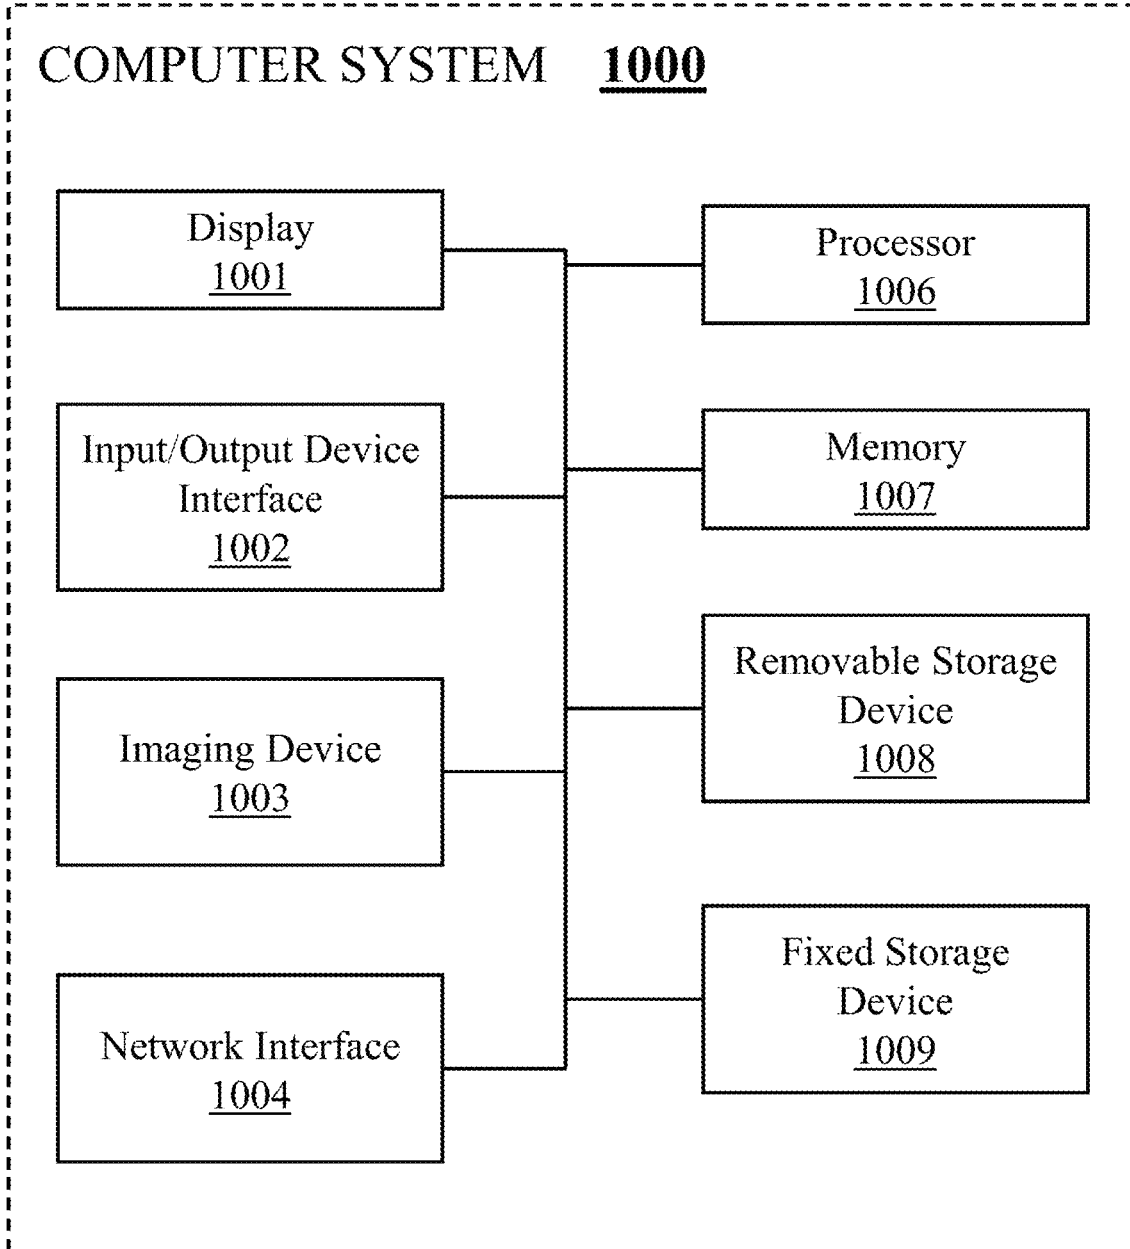 COMPUTER SYSTEM 1000
Display
1001
Input/Output Device
Interface
1002
Imaging Device
1003
Network Interface
1004
Processor
1006
Memory
1007
Removable Storage
Device
1008
Fixed Storage
Device
1009